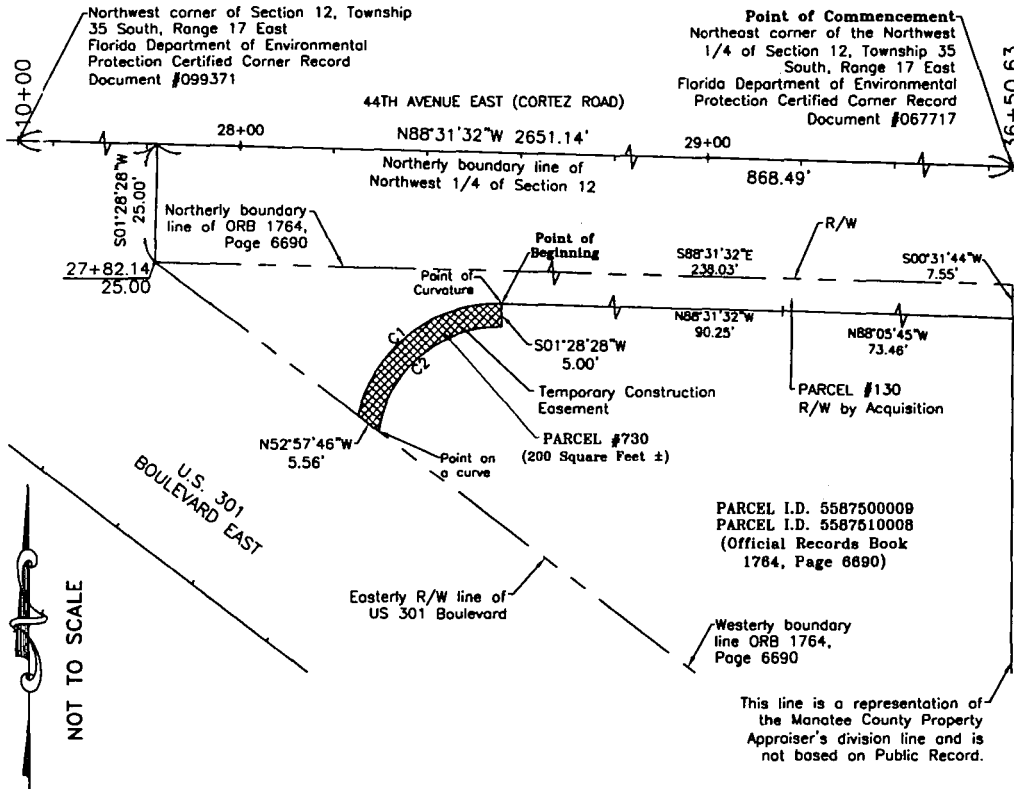 Northwest corner of Section 12, Township
35 South, Range 17 East
Florida Department of Environmental
Protection Certified Corner Record
Document #099371
Point of Commencement
Northeast corner of the Northwest
1/4 of Section 12, Township 35
South, Range 17 East
Florida Department of Environmental
Protection Certified Corner Record
Document #067717
10+00
36+50.63
44TH AVENUE EAST (CORTEZ ROAD)
28+00
N88°31'32"W 2651.14'
29+00
Northerly boundary line of
Northwest 1/4 of Section 12
868.49'
S01°28'28"W
25.00'
Northerly boundary
line of ORB 1764,
Page 6690
R/W
Point of
Beginning
S88°31'32"E
238.03'
S00°31'44"W
7.55'
27+82.14
25.00
Point of
Curvature
N88°31'32"W
90.25'
N88°05'45"W
73.46'
C1
C2
S01°28'28"W
5.00'
Temporary Construction
Easement
PARCEL #130
R/W by Acquisition
PARCEL #730
(200 Square Feet ±)
N52°57'46"W
5.56'
Point on
a curve
U.S. 301
BOULEVARD EAST
PARCEL I.D. 5587500009
PARCEL I.D. 5587510008
(Official Records Book
1764, Page 6690)
Easterly R/W line of
US 301 Boulevard
Westerly boundary
line ORB 1764,
Page 6690
NOT TO SCALE
This line is a representation of
the Manatee County Property
Appraiser's division line and is
not based on Public Record.